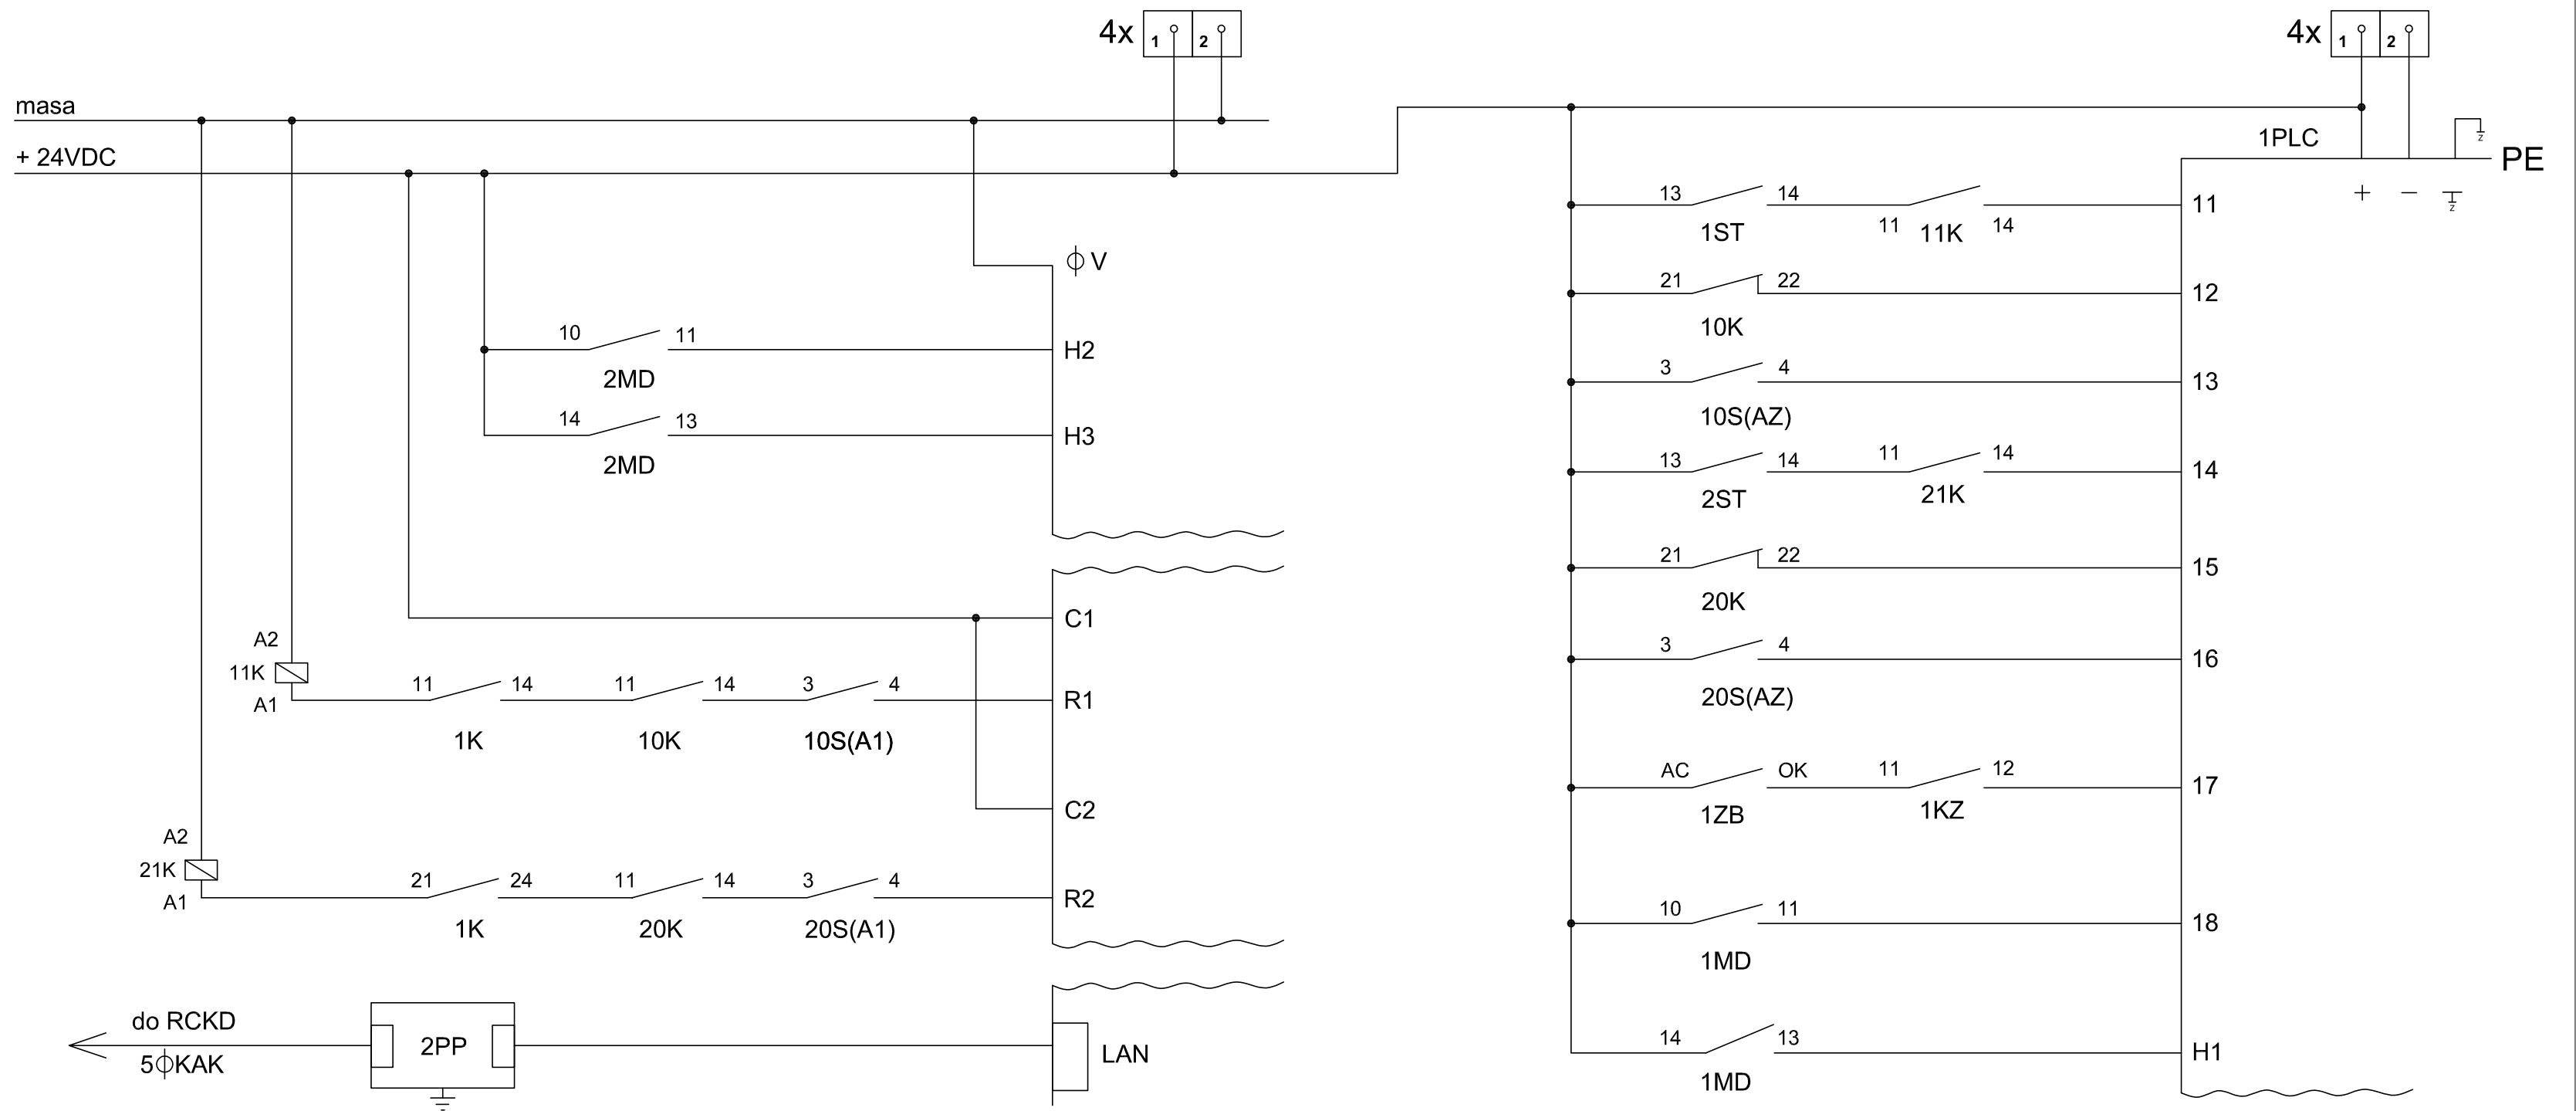 4x 1 2
4x 1 2
masa
+ 24VDC
1PLC
PE
+ −
z
z
13 14 11 14 11
1ST 11K
ϕ V
21 22 12
10K
10 11 H2
2MD
3 4 13
10S(AZ)
14 13 H3
2MD
13 14 11 14 14
2ST 21K
21 22 15
20K
C1
A2
11K
A1
11 14 11 14 3 4 R1
1K 10K 10S(A1)
3 4 16
20S(AZ)
AC OK 11 12 17
1ZB 1KZ
C2
A2
21K
A1
21 24 11 14 3 4 R2
1K 20K 20S(A1)
10 11 18
1MD
do RCKD
5ϕKAK
2PP
LAN
14 13 H1
1MD